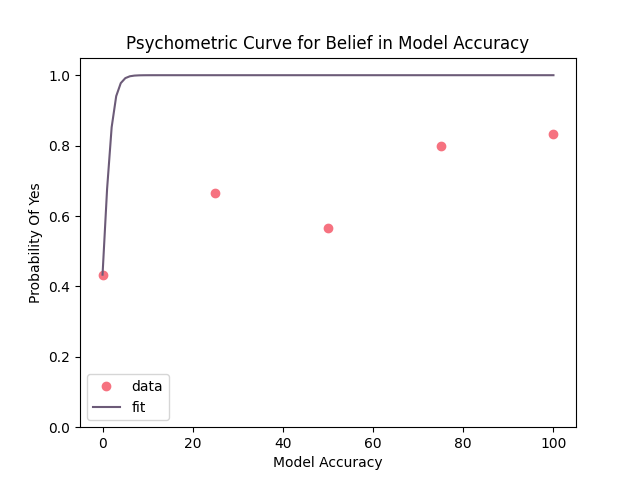 Psychometric Curve for Belief in Model Accuracy
Probability Of Yes
1.0
0.8
0.6
0.4
0.2
0.0
data
fit
0 20 40 60 80 100
Model Accuracy